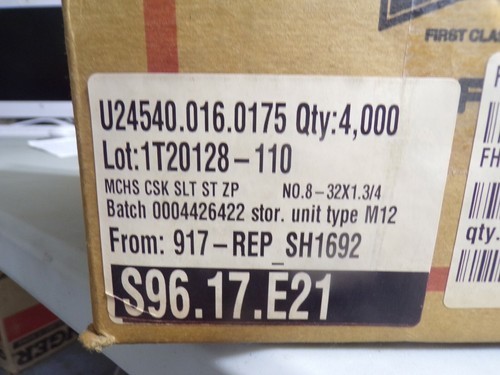 FIRST CLAS
U24540.016.0175 Qty:4,000
Lot:1T20128-110
MCHS CSK SLT ST ZP NO.8-32X1.3/4
Batch 0004426422 stor. unit type M12
From: 917-REP_SH1692
S96.17.E21
FH
qty.